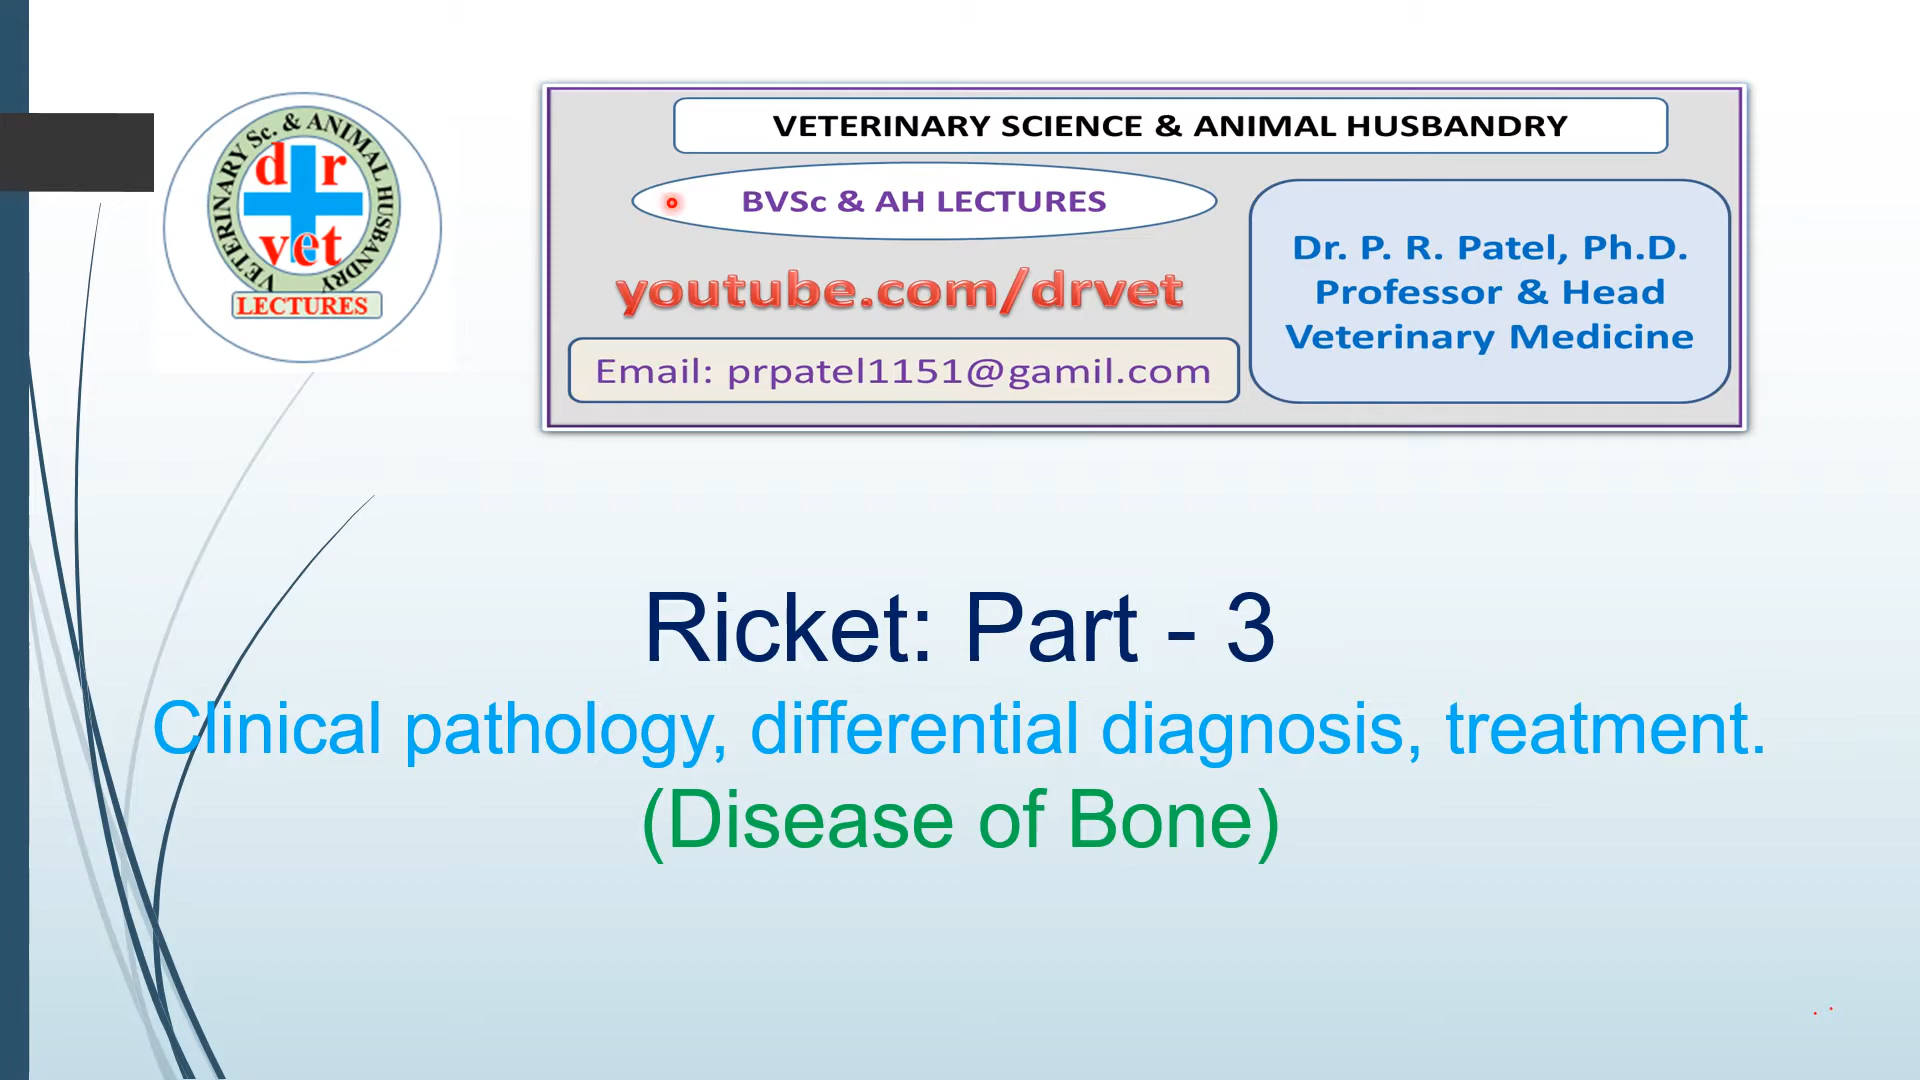 VETERINARY Sc. & ANIMAL HUSBANDRY
d r
vet
LECTURES
VETERINARY SCIENCE & ANIMAL HUSBANDRY
BVSc & AH LECTURES
youtube.com/drvet
Email: prpatel1151@gamil.com
Dr. P. R. Patel, Ph.D.
Professor & Head
Veterinary Medicine
Ricket: Part - 3
Clinical pathology, differential diagnosis, treatment.
(Disease of Bone)